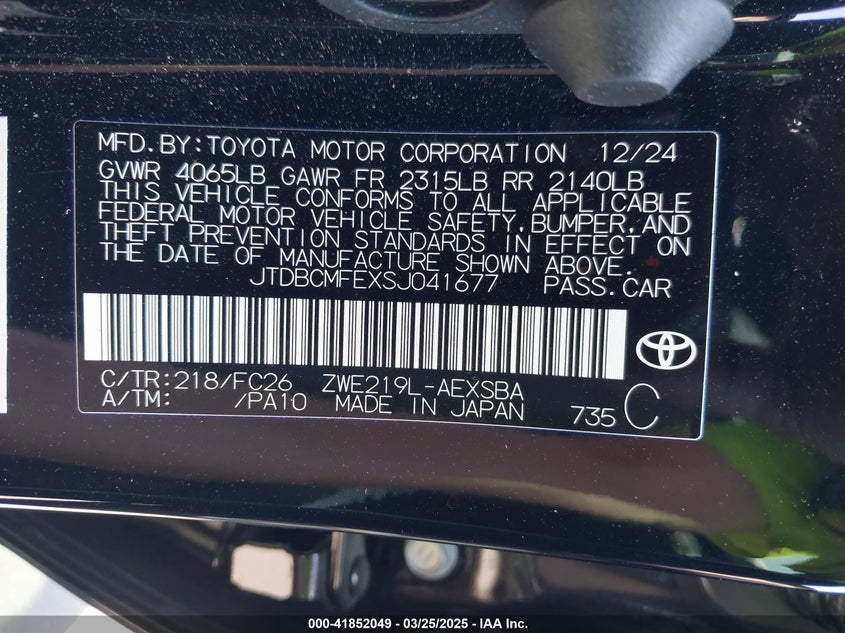 MFD.BY:TOYOTA MOTOR CORPORATION 12/24
GVWR 4065LB GAWR FR 2315LB RR 2140LB
THIS VEHICLE CONFORMS TO ALL APPLICABLE
FEDERAL MOTOR VEHICLE SAFETY,BUMPER,AND
THEFT PREVENTION STANDARDS IN EFFECT ON
THE DATE OF MANUFACTURE SHOWN ABOVE.
JTDBCMFEXSJ041677 PASS.CAR
C/TR:218/FC26 ZWE219L-AEXSBA
A/TM: /PA10 MADE IN JAPAN 735 C
000-41852049 — 03/25/2025 — IAA Inc.